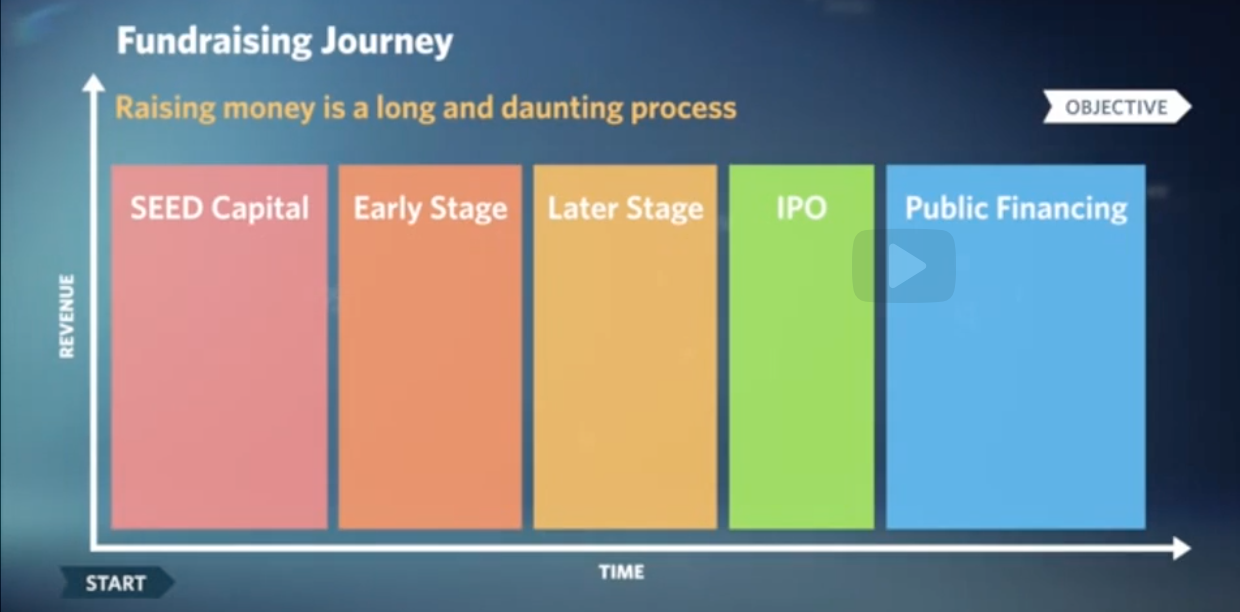 Fundraising Journey
Raising money is a long and daunting process
OBJECTIVE
SEED Capital
Early Stage
Later Stage
IPO
Public Financing
REVENUE
TIME
START